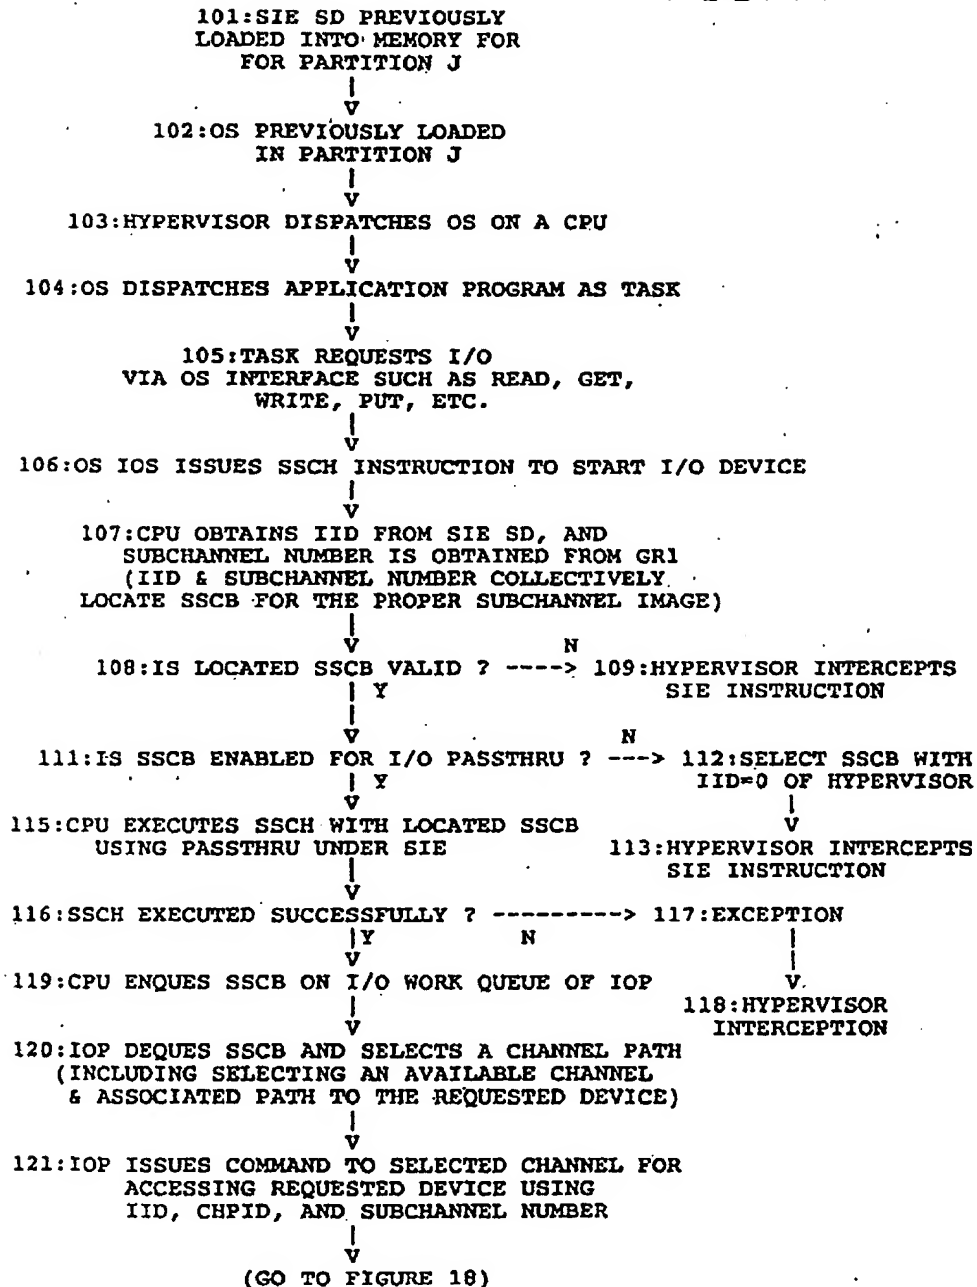 101:SIE SD PREVIOUSLY
LOADED INTO MEMORY FOR
FOR PARTITION J
102:OS PREVIOUSLY LOADED
IN PARTITION J
103:HYPERVISOR DISPATCHES OS ON A CPU
104:OS DISPATCHES APPLICATION PROGRAM AS TASK
105:TASK REQUESTS I/O
VIA OS INTERFACE SUCH AS READ, GET,
WRITE, PUT, ETC.
106:OS IOS ISSUES SSCH INSTRUCTION TO START I/O DEVICE
107:CPU OBTAINS IID FROM SIE SD, AND
SUBCHANNEL NUMBER IS OBTAINED FROM GR1
(IID & SUBCHANNEL NUMBER COLLECTIVELY
LOCATE SSCB FOR THE PROPER SUBCHANNEL IMAGE)
N
108:IS LOCATED SSCB VALID ? ----> 109:HYPERVISOR INTERCEPTS
Y SIE INSTRUCTION
N
111:IS SSCB ENABLED FOR I/O PASSTHRU ? ---> 112:SELECT SSCB WITH
Y IID=0 OF HYPERVISOR
115:CPU EXECUTES SSCH WITH LOCATED SSCB
USING PASSTHRU UNDER SIE 113:HYPERVISOR INTERCEPTS
SIE INSTRUCTION
116:SSCH EXECUTED SUCCESSFULLY ? ---------> 117:EXCEPTION
Y N
119:CPU ENQUES SSCB ON I/O WORK QUEUE OF IOP
118:HYPERVISOR
INTERCEPTION
120:IOP DEQUES SSCB AND SELECTS A CHANNEL PATH
(INCLUDING SELECTING AN AVAILABLE CHANNEL
& ASSOCIATED PATH TO THE REQUESTED DEVICE)
121:IOP ISSUES COMMAND TO SELECTED CHANNEL FOR
ACCESSING REQUESTED DEVICE USING
IID, CHPID, AND SUBCHANNEL NUMBER
(GO TO FIGURE 18)